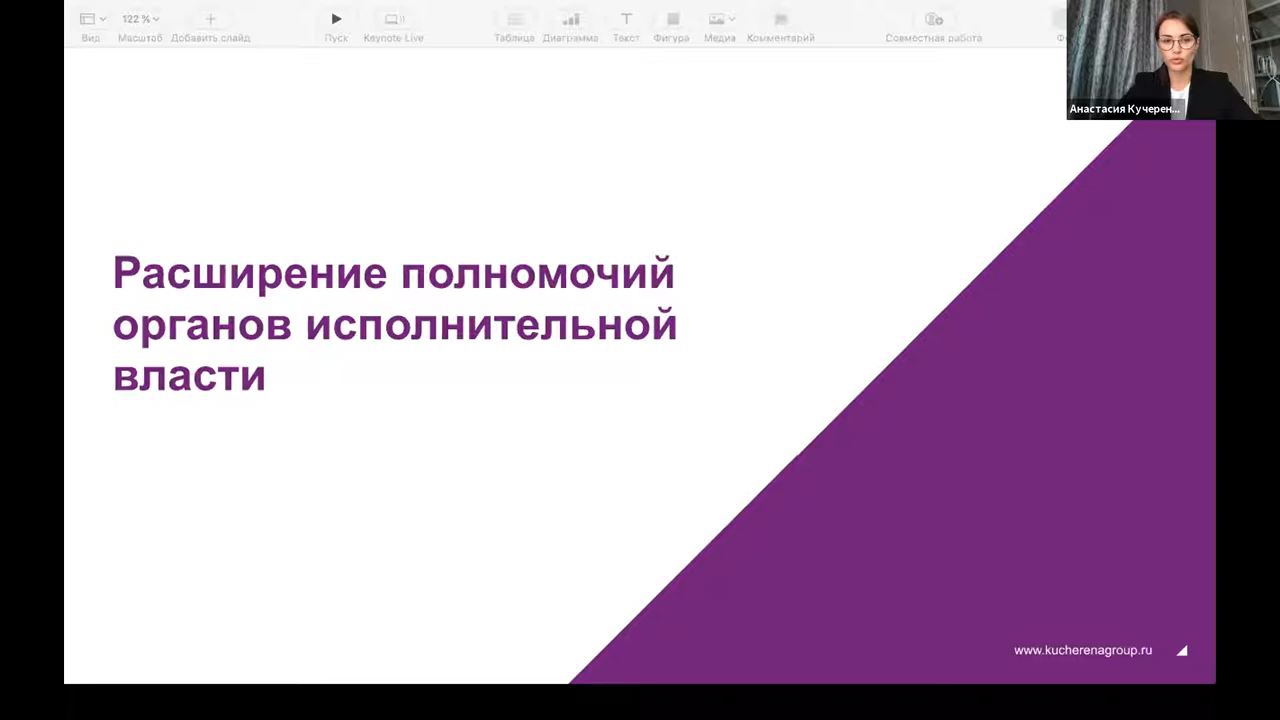 122 %
Вид
Масштаб
Добавить слайд
Пуск
Keynote Live
Таблица
Диаграмма
Текст
Фигура
Медиа
Комментарий
Совместная работа
Анастасия Кучерен...
Расширение полномочий
органов исполнительной
власти
www.kucherenagroup.ru